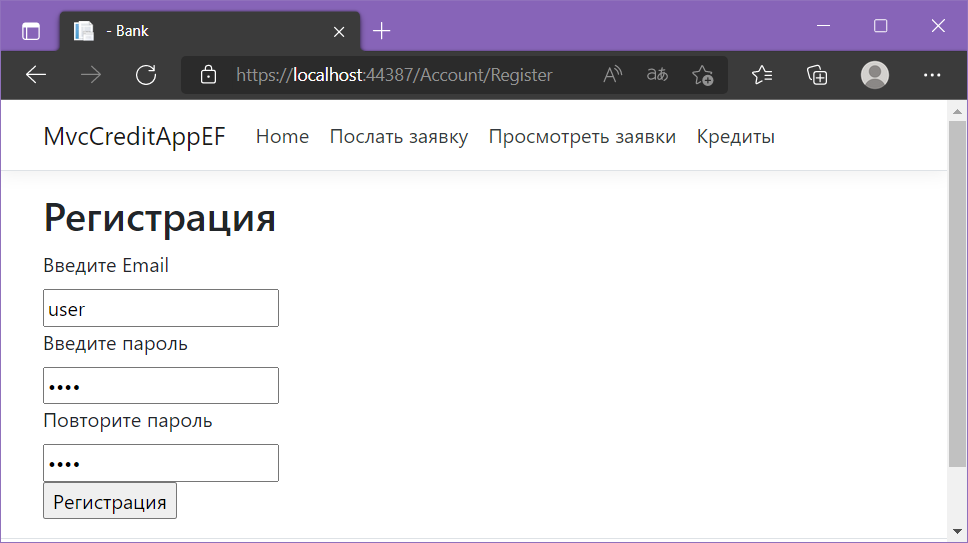 - Bank
https://localhost:44387/Account/Register
MvcCreditAppEF Home Послать заявку Просмотреть заявки Кредиты
Регистрация
Введите Email
user
Введите пароль
••••
Повторите пароль
••••
Регистрация